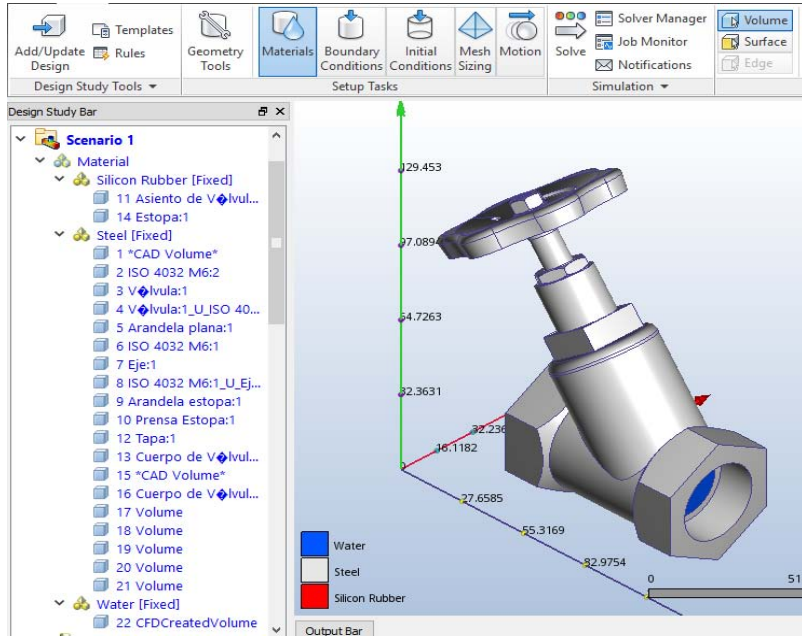 Add/Update Design
Templates
Rules
Design Study Tools
Geometry Tools
Materials
Boundary Conditions
Initial Conditions
Mesh Sizing
Motion
Setup Tasks
Solve
Solver Manager
Job Monitor
Notifications
Simulation
Volume
Surface
Edge
Design Study Bar
Scenario 1
Material
Silicon Rubber [Fixed]
11 Asiento de V�lvul...
14 Estopa:1
Steel [Fixed]
1 *CAD Volume*
2 ISO 4032 M6:2
3 V�lvula:1
4 V�lvula:1_U_ISO 40...
5 Arandela plana:1
6 ISO 4032 M6:1
7 Eje:1
8 ISO 4032 M6:1_U_Ej...
9 Arandela estopa:1
10 Prensa Estopa:1
12 Tapa:1
13 Cuerpo de V�lvul...
15 *CAD Volume*
16 Cuerpo de V�lvul...
17 Volume
18 Volume
19 Volume
20 Volume
21 Volume
Water [Fixed]
22 CFDCreatedVolume
129.453
97.0894
64.7263
32.3631
0
16.1182
32.236
27.6585
55.3169
82.9754
Water
Steel
Silicon Rubber
0
51
Output Bar